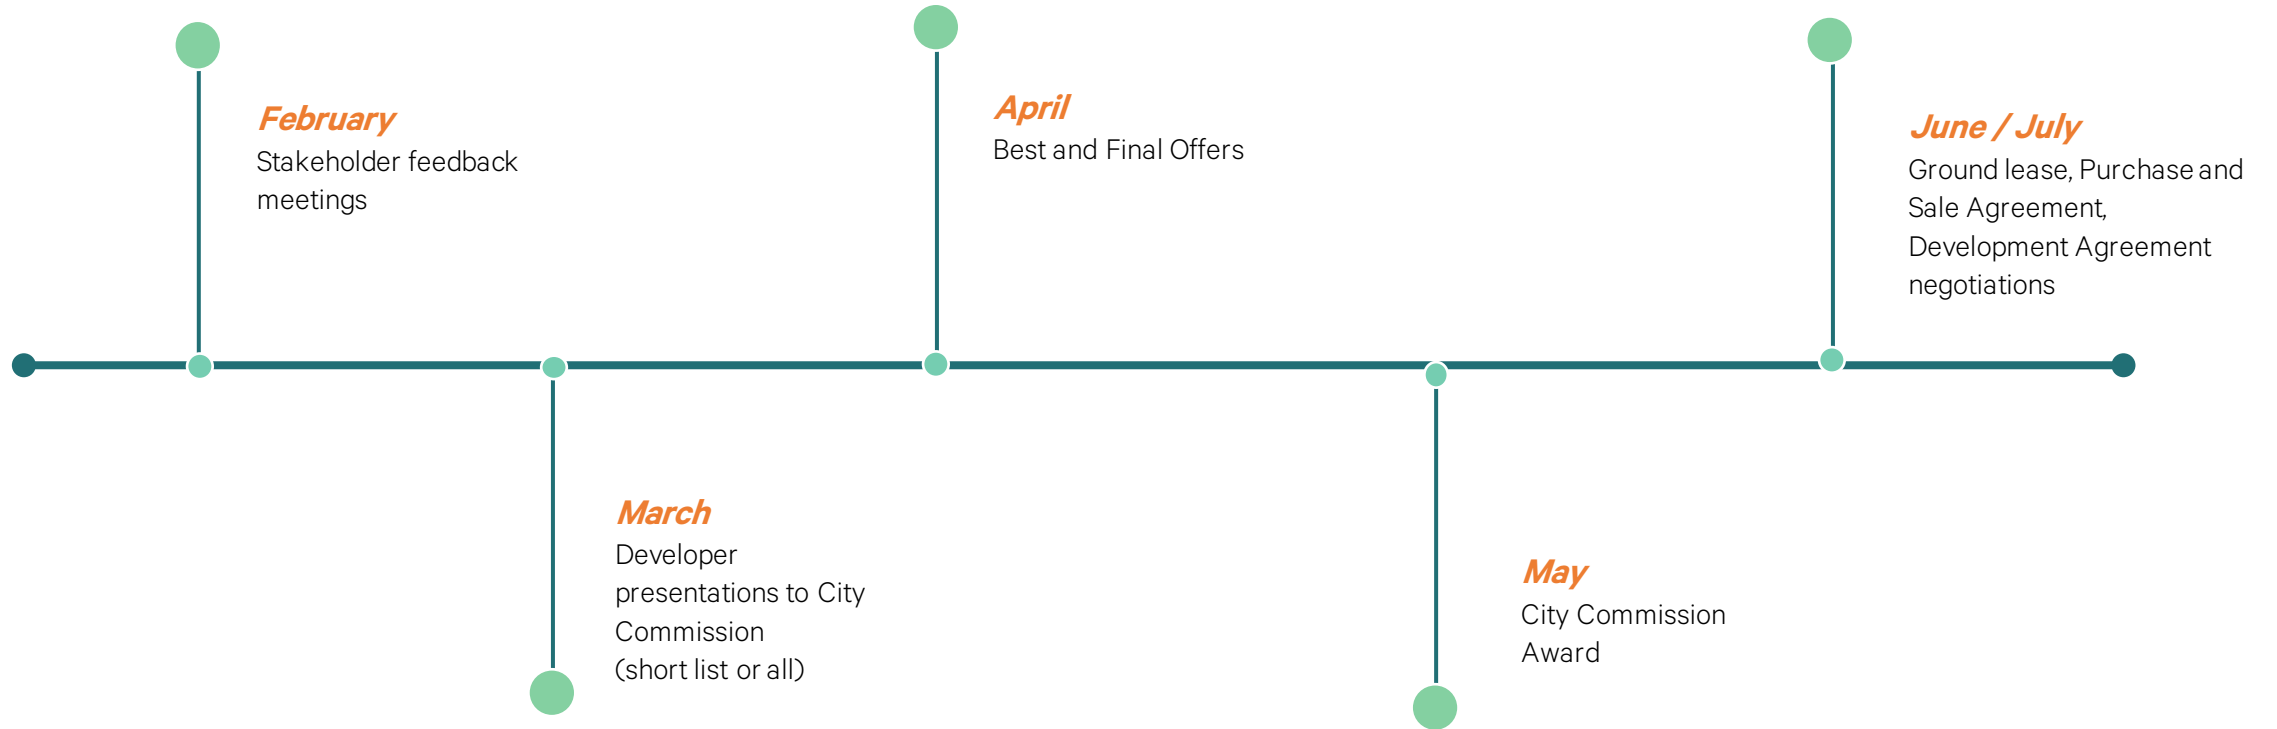 February
Stakeholder feedback
meetings
March
Developer
presentations to City
Commission
(short list or all)
April
Best and Final Offers
May
City Commission
Award
June / July
Ground lease, Purchase and
Sale Agreement,
Development Agreement
negotiations